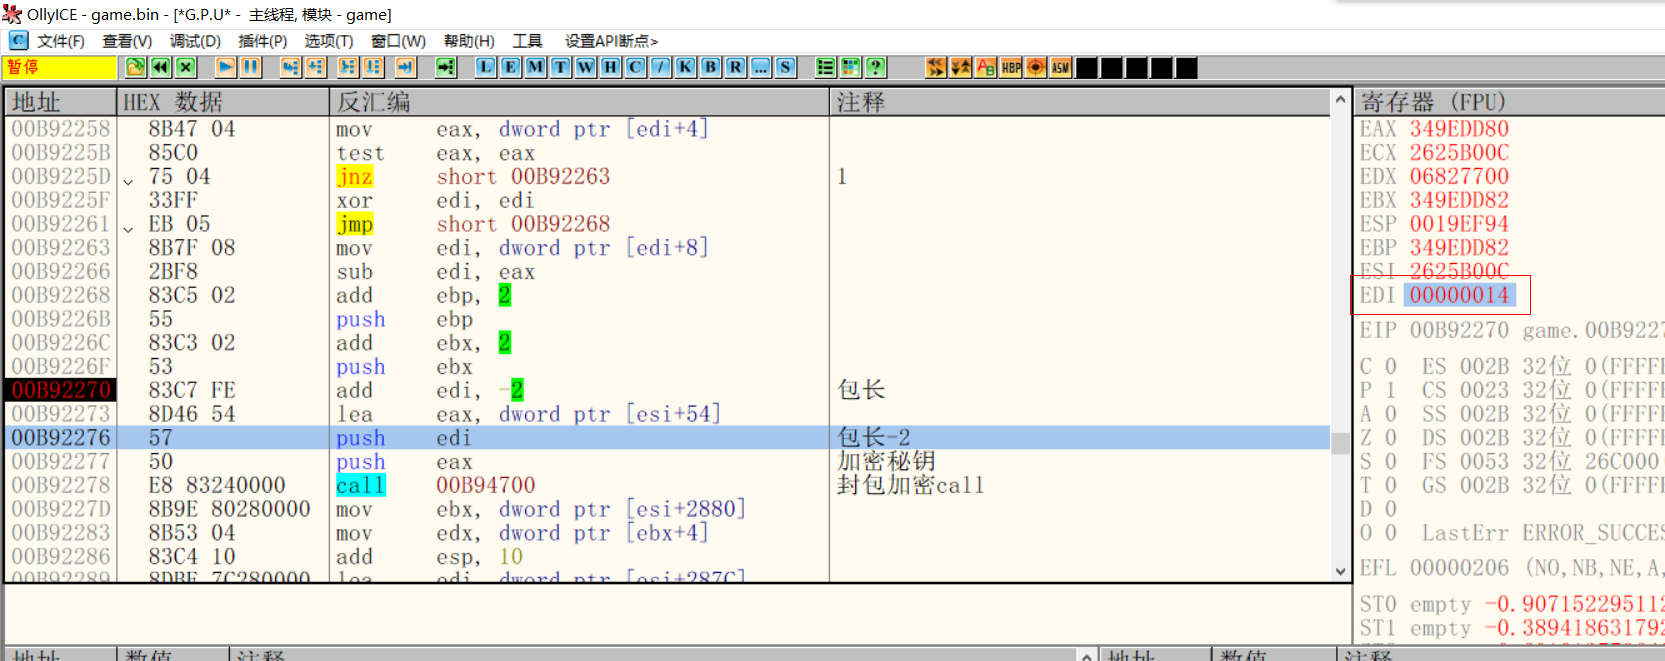 OllyICE - game.bin - [*G.P.U* - 主线程, 模块 - game]
文件(F) 查看(V) 调试(D) 插件(P) 选项(T) 窗口(W) 帮助(H) 工具 设置API断点>
暂停 L E M T W H C / K B R ... S ? HBP ASM
地址 HEX 数据 反汇编 注释 寄存器 (FPU)
00B92258 8B47 04 mov eax, dword ptr [edi+4]
00B9225B 85C0 test eax, eax
00B9225D 75 04 jnz short 00B92263 1
00B9225F 33FF xor edi, edi
00B92261 EB 05 jmp short 00B92268
00B92263 8B7F 08 mov edi, dword ptr [edi+8]
00B92266 2BF8 sub edi, eax
00B92268 83C5 02 add ebp, 2
00B9226B 55 push ebp
00B9226C 83C3 02 add ebx, 2
00B9226F 53 push ebx
00B92270 83C7 FE add edi, -2 包长
00B92273 8D46 54 lea eax, dword ptr [esi+54]
00B92276 57 push edi 包长-2
00B92277 50 push eax 加密秘钥
00B92278 E8 83240000 call 00B94700 封包加密call
00B9227D 8B9E 80280000 mov ebx, dword ptr [esi+2880]
00B92283 8B53 04 mov edx, dword ptr [ebx+4]
00B92286 83C4 10 add esp, 10
00B92289 8DBE 7C280000 lea edi, dword ptr [esi+287C]
EAX 349EDD80
ECX 2625B00C
EDX 06827700
EBX 349EDD82
ESP 0019EF94
EBP 349EDD82
ESI 2625B00C
EDI 00000014
EIP 00B92270 game.00B9227
C 0 ES 002B 32位 0(FFFFF
P 1 CS 0023 32位 0(FFFFF
A 0 SS 002B 32位 0(FFFFF
Z 0 DS 002B 32位 0(FFFFF
S 0 FS 0053 32位 26C000
T 0 GS 002B 32位 0(FFFFF
D 0
O 0 LastErr ERROR_SUCCES
EFL 00000206 (NO,NB,NE,A,
ST0 empty -0.907152295112
ST1 empty -0.389418631792
地址 数值 注释 地址 数值 注释